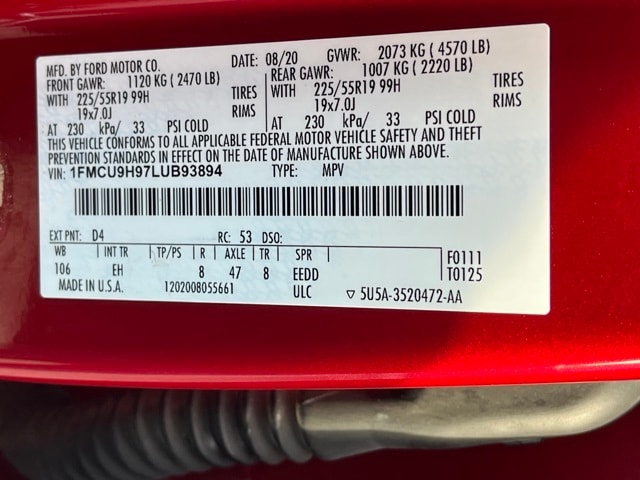 MFD. BY FORD MOTOR CO. DATE: 08/20 GVWR: 2073 KG ( 4570 LB)
FRONT GAWR: 1120 KG ( 2470 LB) REAR GAWR: 1007 KG ( 2220 LB)
WITH 225/55R19 99H TIRES WITH 225/55R19 99H TIRES
19x7.0J RIMS 19x7.0J RIMS
AT 230 kPa/ 33 PSI COLD AT 230 kPa/ 33 PSI COLD
THIS VEHICLE CONFORMS TO ALL APPLICABLE FEDERAL MOTOR VEHICLE SAFETY AND THEFT
PREVENTION STANDARDS IN EFFECT ON THE DATE OF MANUFACTURE SHOWN ABOVE.
VIN: 1FMCU9H97LUB93894 TYPE: MPV
EXT PNT: D4 RC: 53 DSO:
WB INT TR TP/PS R AXLE TR SPR F0111
106 EH 8 47 8 EEDD T0125
MADE IN U.S.A. 1202008055661 ULC ▽ 5U5A-3520472-AA